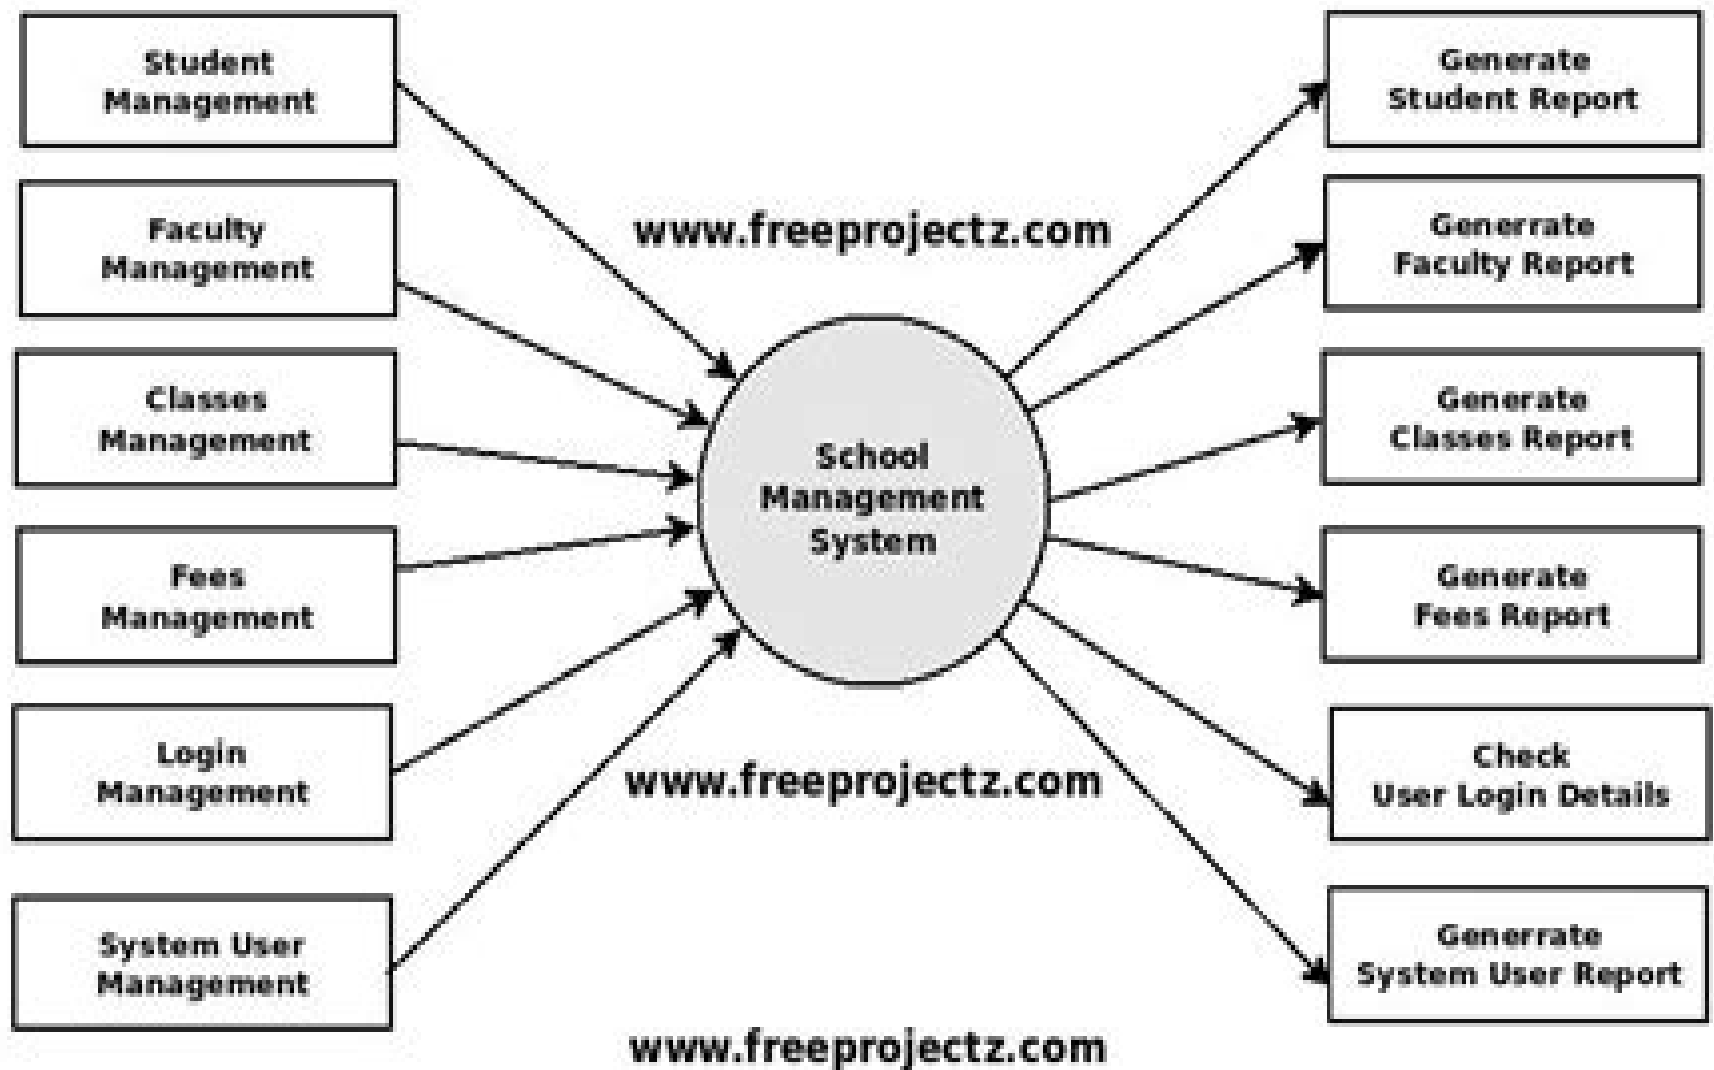 Student
Management
Faculty
Management
Classes
Management
Fees
Management
Login
Management
System User
Management
www.freeprojectz.com
School
Management
System
www.freeprojectz.com
www.freeprojectz.com
Generate
Student Report
Generrate
Faculty Report
Generate
Classes Report
Generate
Fees Report
Check
User Login Details
Generrate
System User Report